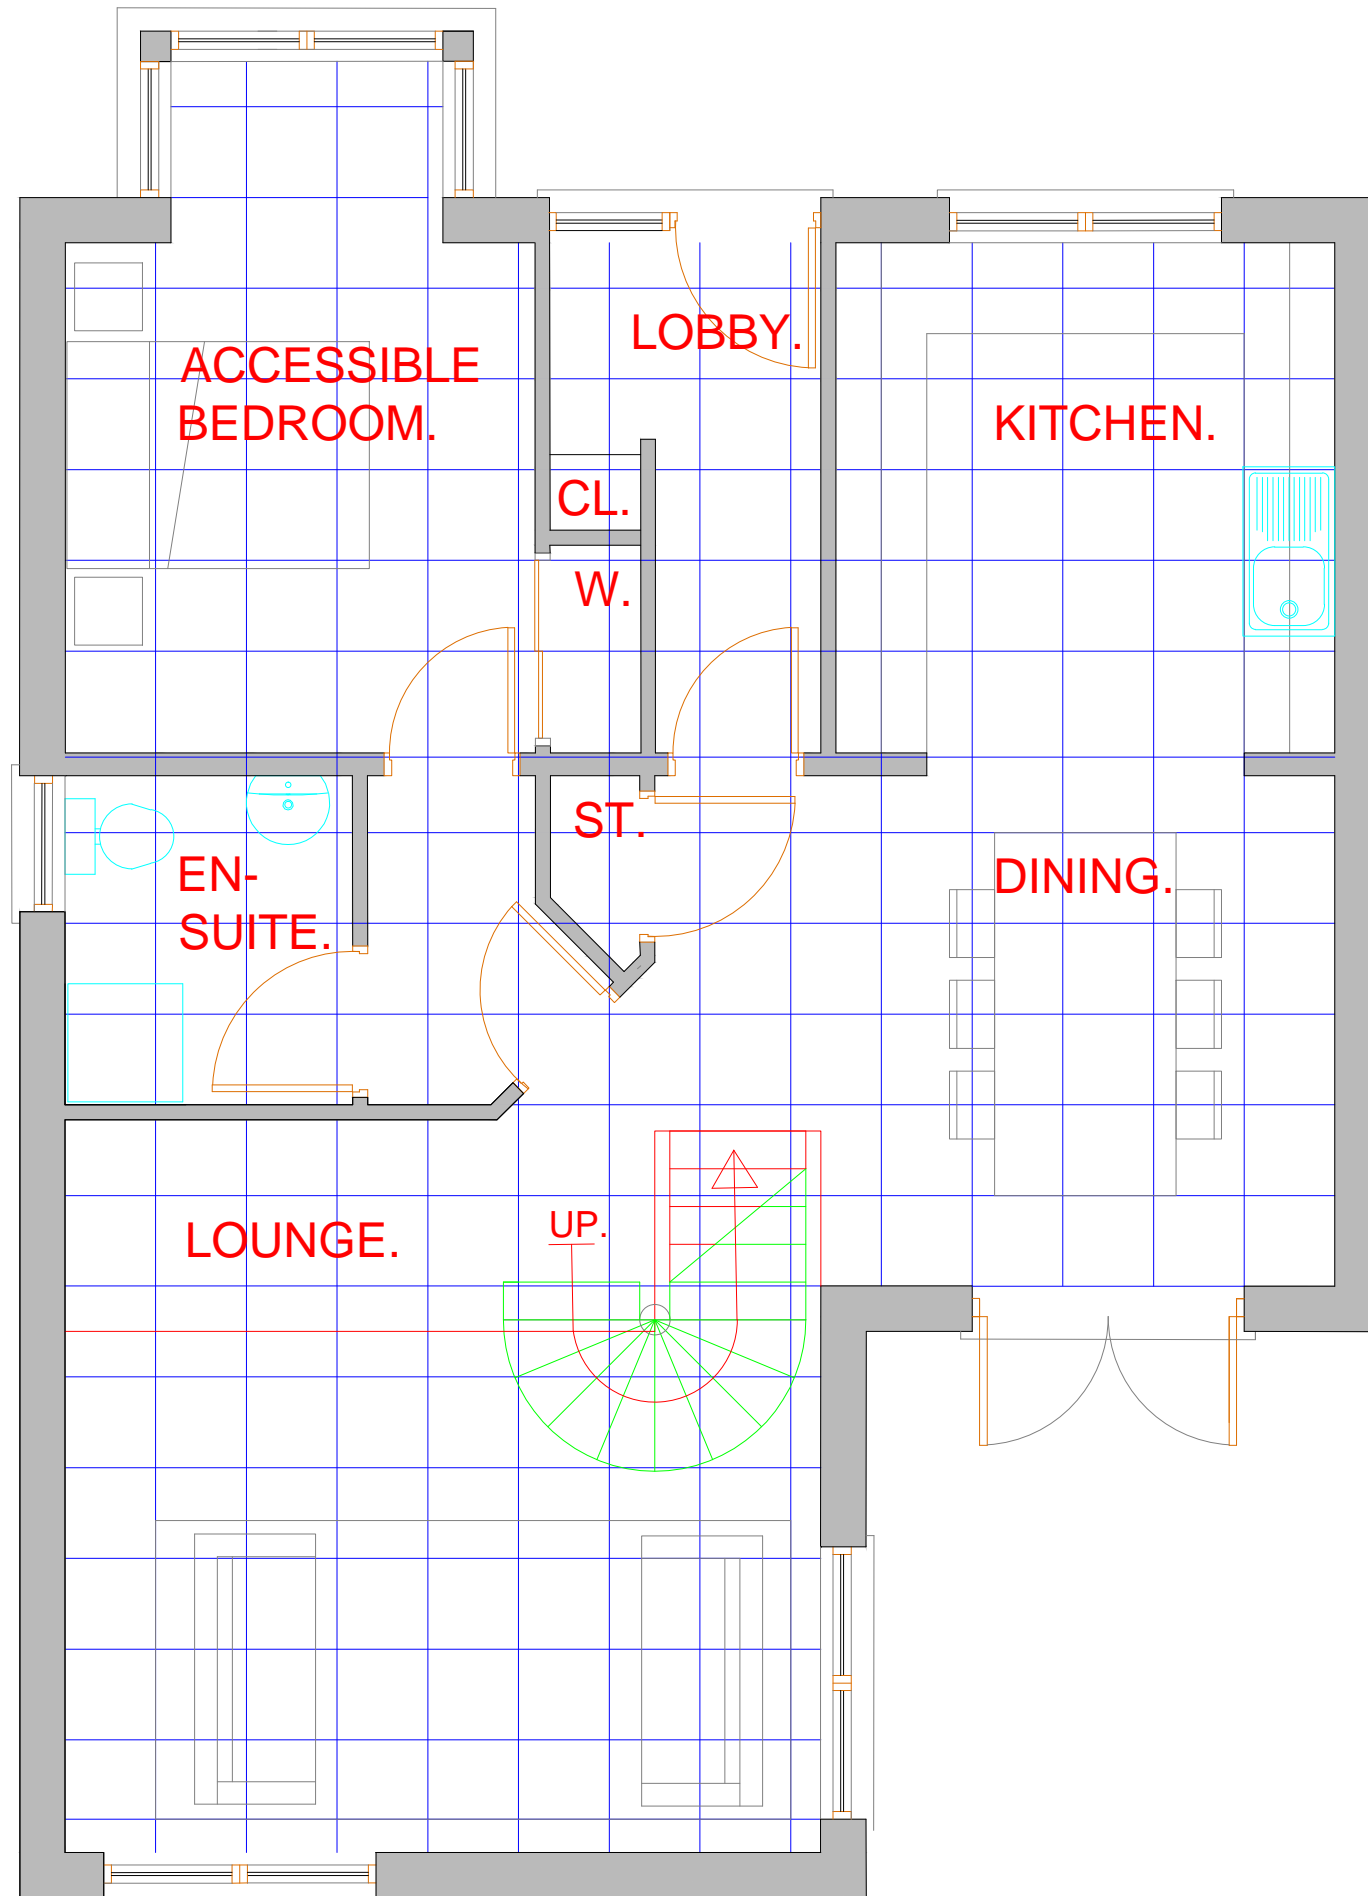 LOBBY.
ACCESSIBLE
BEDROOM.
KITCHEN.
CL.
W.
ST.
EN-
SUITE.
DINING.
LOUNGE.
UP.